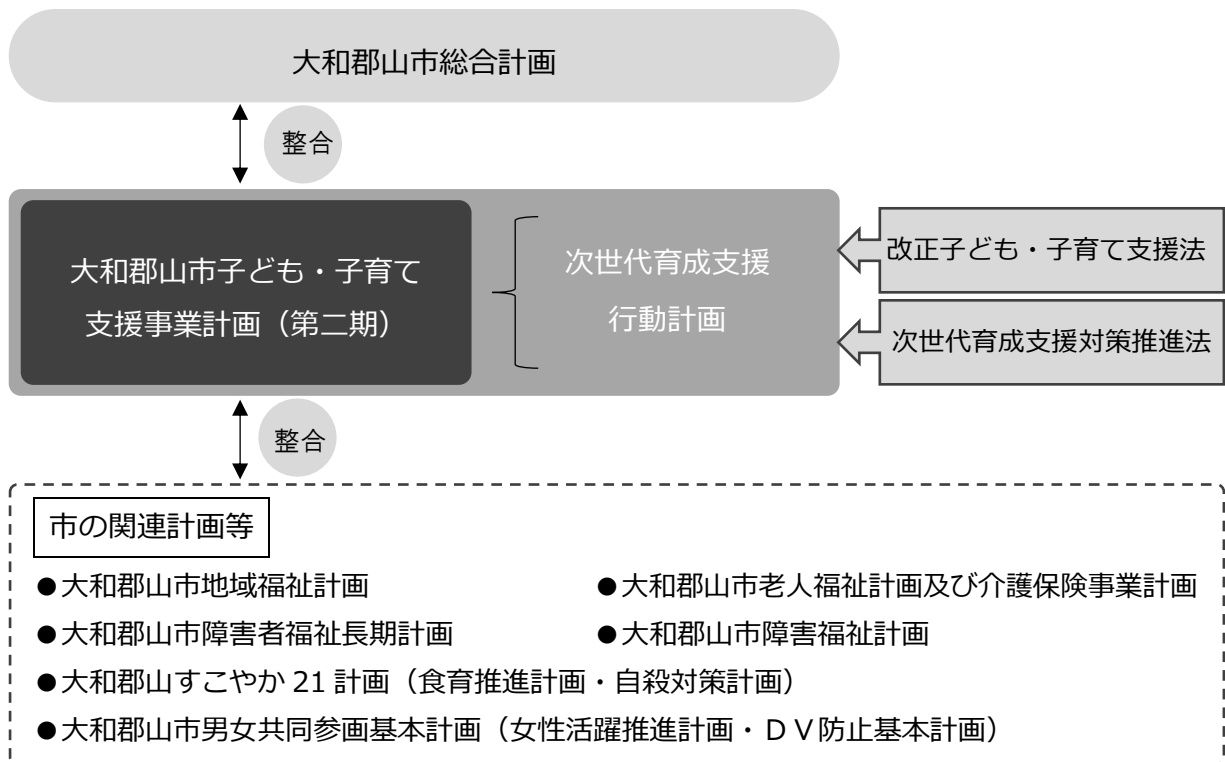 大和郡山市総合計画
整合
大和郡山市子ども・子育て
支援事業計画（第二期）
次世代育成支援
行動計画
改正子ども・子育て支援法
次世代育成支援対策推進法
整合
市の関連計画等
●大和郡山市地域福祉計画
●大和郡山市老人福祉計画及び介護保険事業計画
●大和郡山市障害者福祉長期計画
●大和郡山市障害福祉計画
●大和郡山すこやか 21 計画（食育推進計画・自殺対策計画）
●大和郡山市男女共同参画基本計画（女性活躍推進計画・ＤＶ防止基本計画）